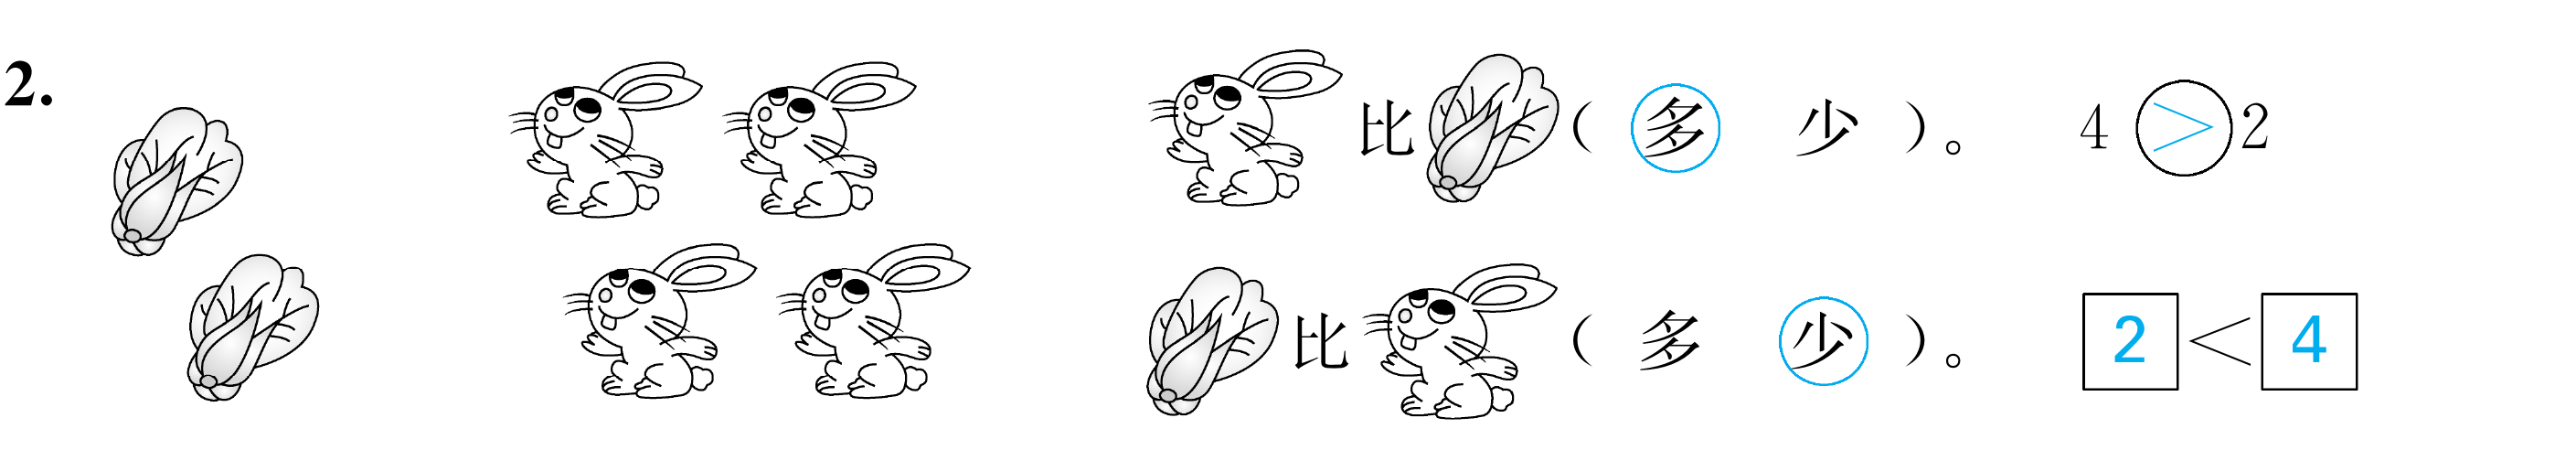 2. 比( 多 少 )。 4 > 2
比( 多 少 )。 2 < 4